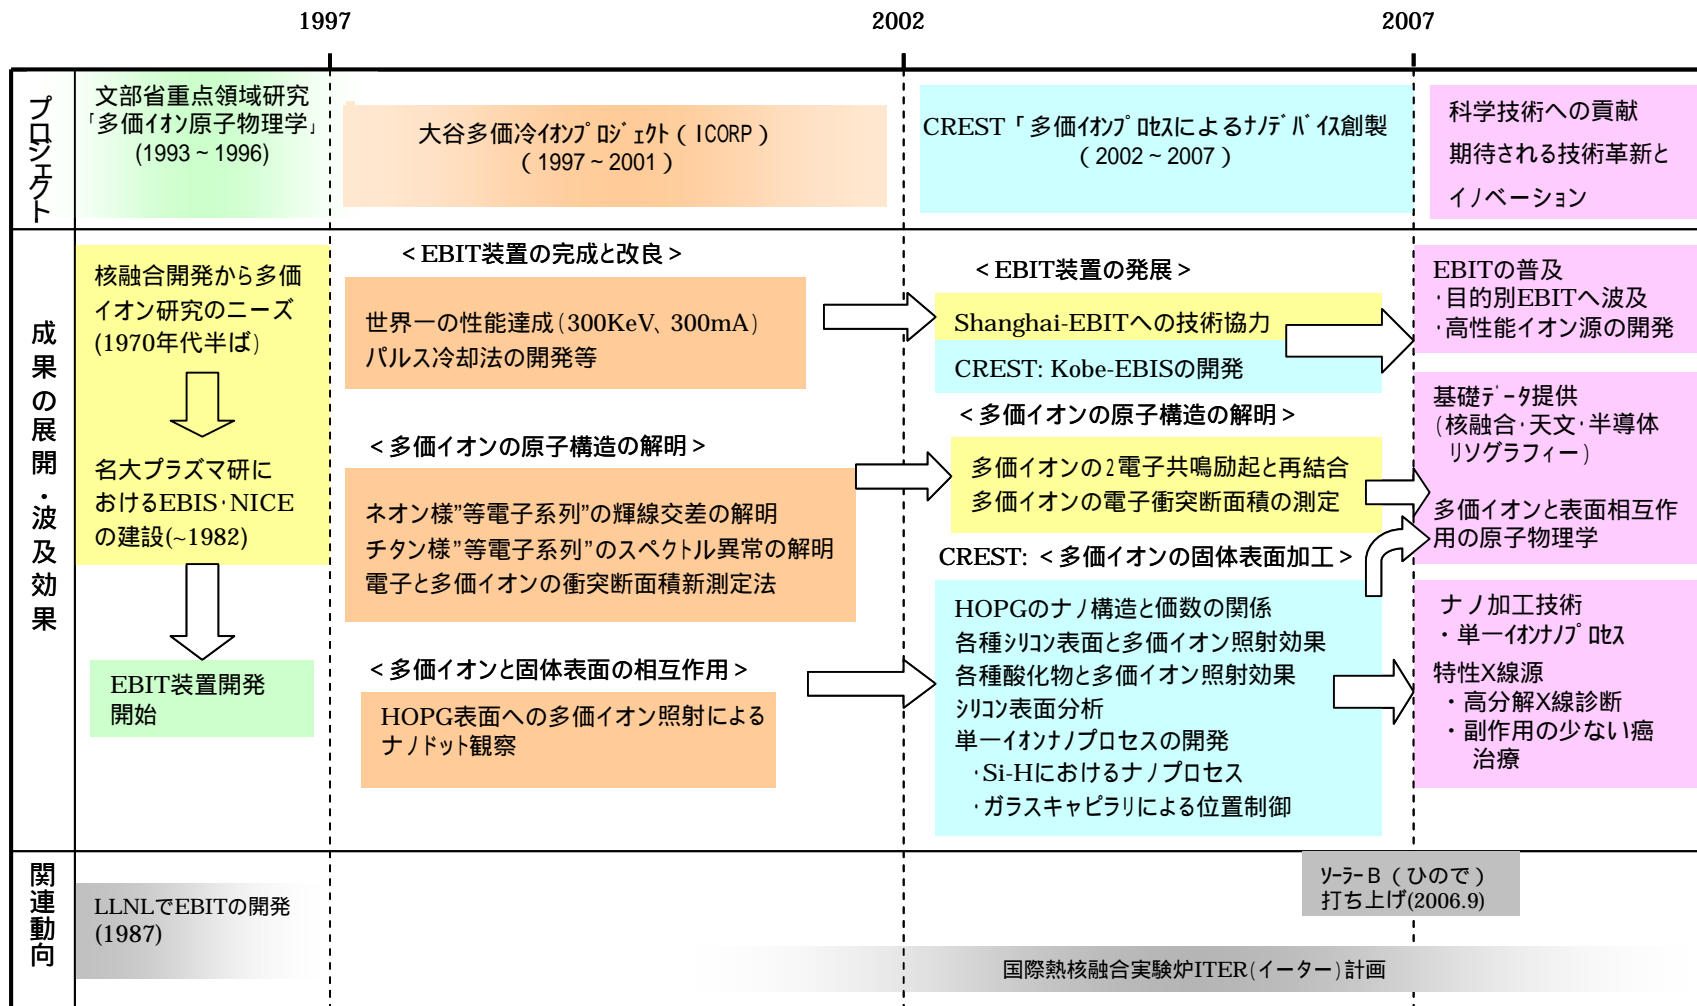 1997
2002
2007
プロジェクト
文部省重点領域研究
「多価イオン原子物理学」
(1993~1996)
大谷多価冷イオンプロジェクト(ICORP)
(1997~2001)
CREST「多価イオンプロセスによるナノデバイス創製
(2002~2007)
科学技術への貢献
期待される技術革新と
イノベーション
成果の展開・波及効果
核融合開発から多価
イオン研究のニーズ
(1970年代半ば)
名大プラズマ研に
おけるEBIS・NICE
の建設(~1982)
EBIT装置開発
開始
<EBIT装置の完成と改良>
世界一の性能達成(300KeV、300mA)
パルス冷却法の開発等
<多価イオンの原子構造の解明>
ネオン様”等電子系列”の輝線交差の解明
チタン様”等電子系列”のスペクトル異常の解明
電子と多価イオンの衝突断面積新測定法
<多価イオンと固体表面の相互作用>
HOPG表面への多価イオン照射による
ナノドット観察
<EBIT装置の発展>
Shanghai-EBITへの技術協力
CREST: Kobe-EBISの開発
<多価イオンの原子構造の解明>
多価イオンの2電子共鳴励起と再結合
多価イオンの電子衝突断面積の測定
CREST: <多価イオンの固体表面加工>
HOPGのナノ構造と価数の関係
各種シリコン表面と多価イオン照射効果
各種酸化物と多価イオン照射効果
シリコン表面分析
単一イオンナノプロセスの開発
・Si-Hにおけるナノプロセス
・ガラスキャピラリによる位置制御
EBITの普及
・目的別EBITへ波及
・高性能イオン源の開発
基礎データ提供
(核融合・天文・半導体
リソグラフィー)
多価イオンと表面相互作
用の原子物理学
ナノ加工技術
・単一イオンナノプロセス
特性X線源
・高分解X線診断
・副作用の少ない癌
治療
関連動向
LLNLでEBITの開発
(1987)
ソーラーB(ひので)
打ち上げ(2006.9)
国際熱核融合実験炉ITER(イーター)計画